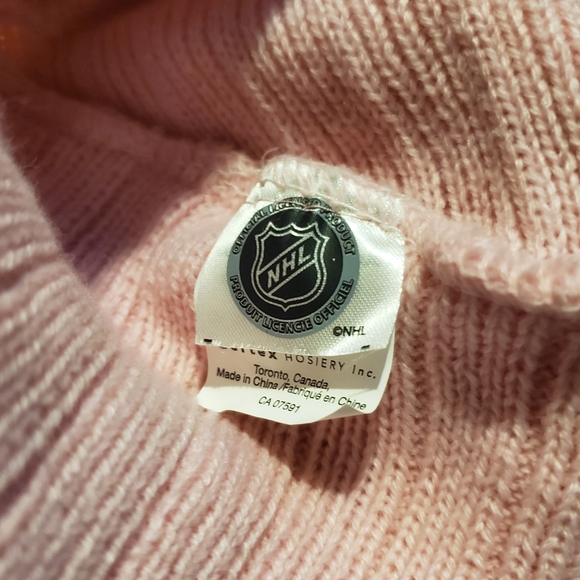 OFFICIAL LICENSED PRODUCT
NHL
PRODUIT LICENCIE OFFICIEL
©NHL
HOSIERY Inc.
Toronto, Canada,
Made in China/Fabriqué en Chine
CA 07591